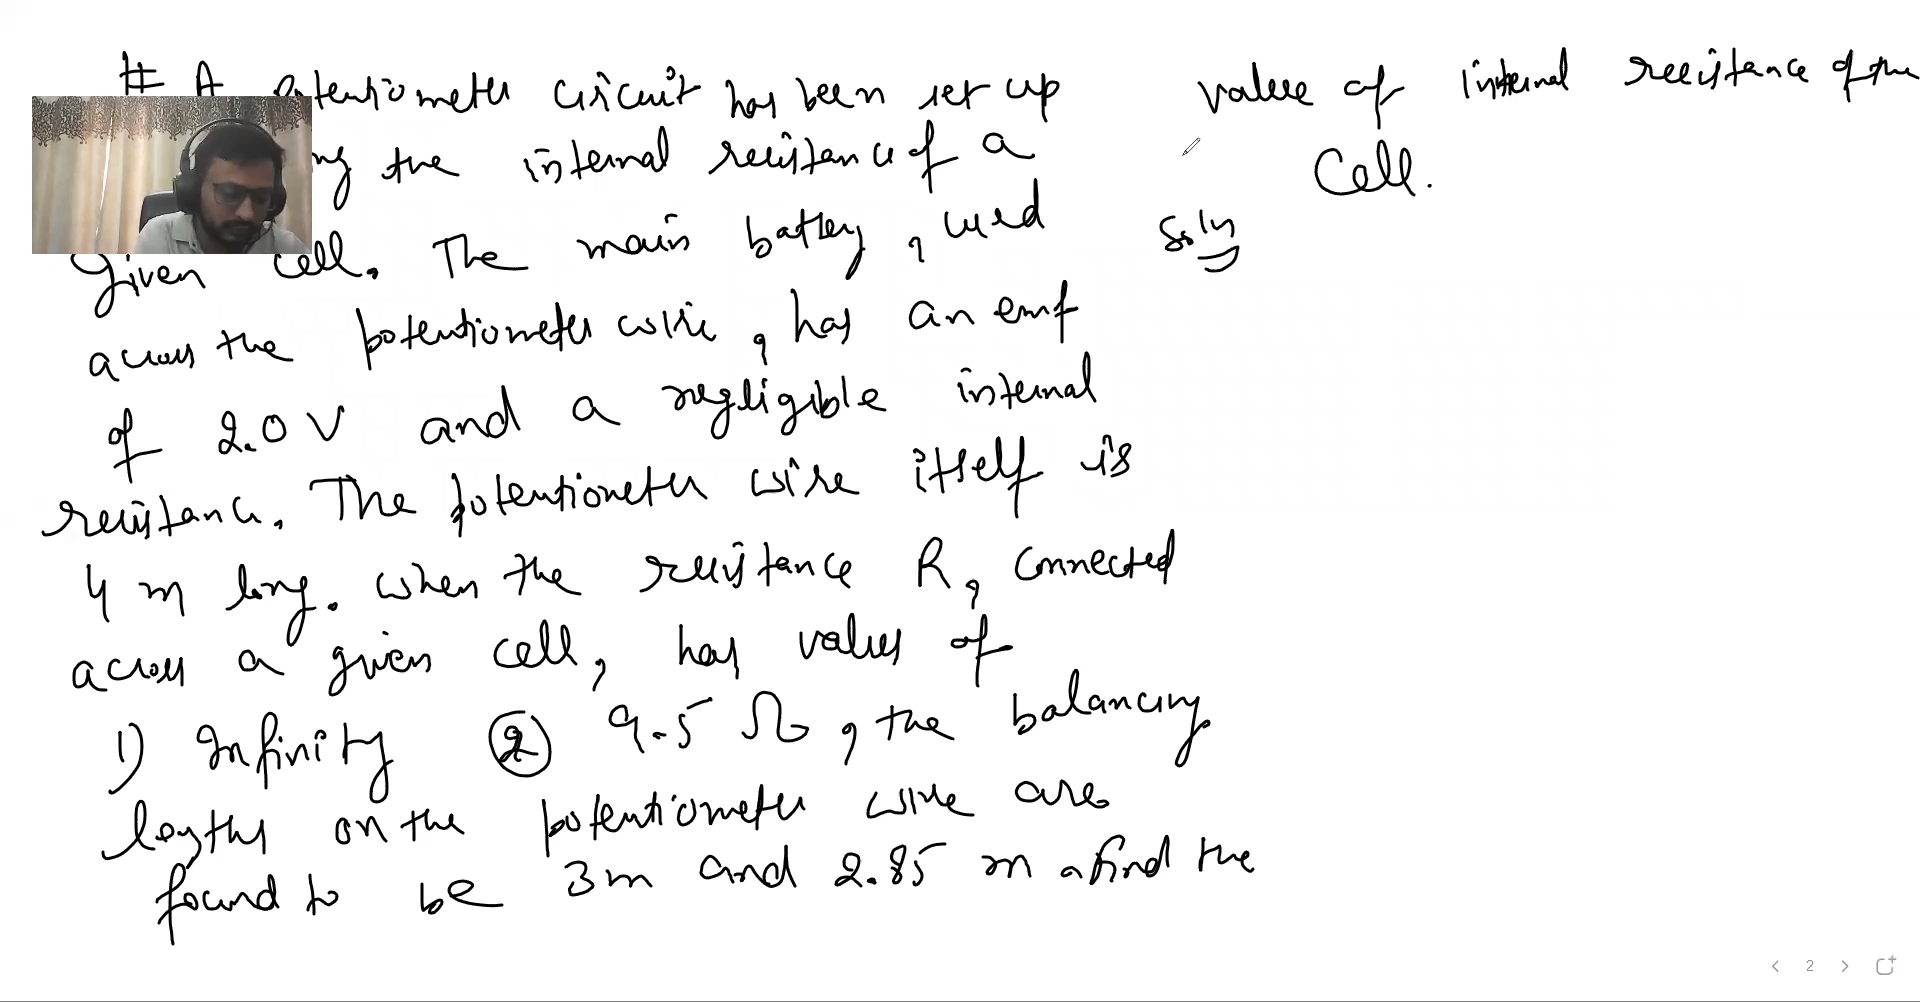 # A potentiometer circuit has been set up
the internal resistance of a
given cell. The main battery, used
across the potentiometer wire, has an emf
of 2.0 V and a negligible internal
resistance. The potentiometer wire itself is
4 m long. When the resistance R, connected
across a given cell, has values of
1) Infinity ② 9.5 Ω, the balancing
lengths on the potentiometer wire are
found to be 3m and 2.85 m. Find the
value of internal resistance of the
Cell.
Soln
2